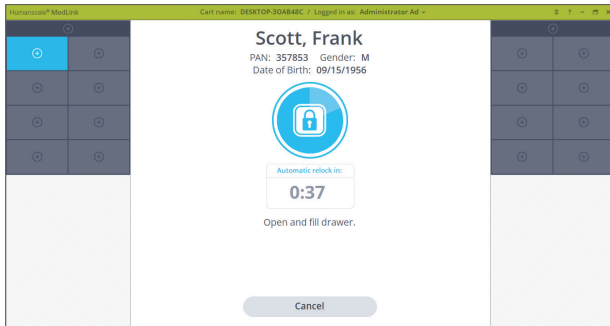 Humanscale® MedLink
Cart name: DESKTOP-3OAB48C / Logged in as: Administrator Ad
?
Scott, Frank
PAN: 357853 Gender: M
Date of Birth: 09/15/1956
Automatic relock in:
0:37
Open and fill drawer.
Cancel